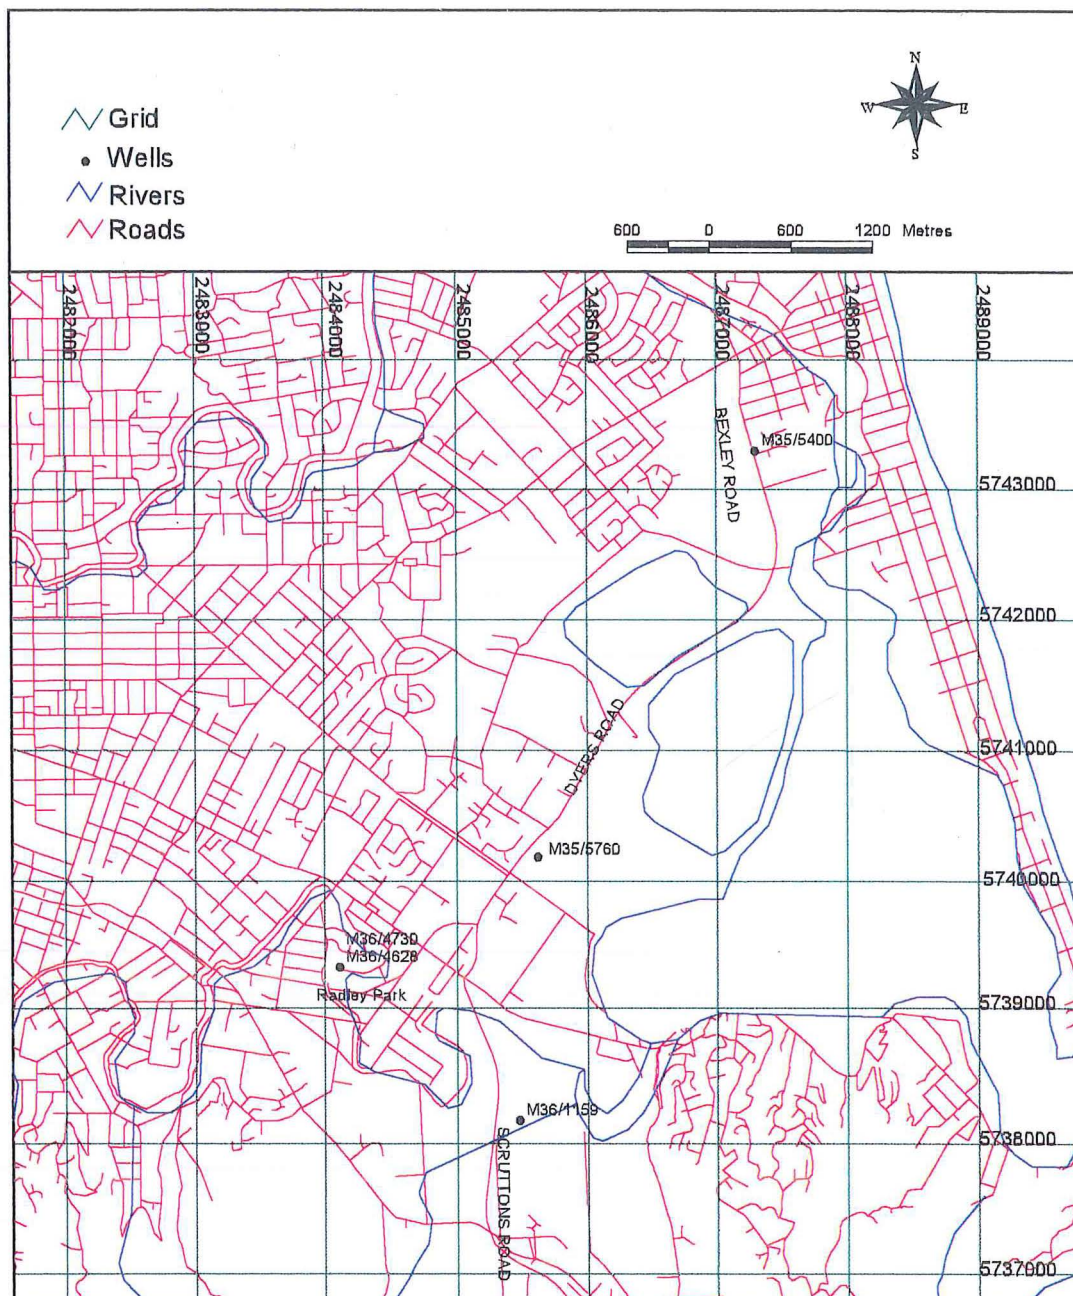 N
W E
S
Grid
Wells
Rivers
Roads
600 0 600 1200 Metres
2482000
2483000
2484000
2485000
2486000
2487000
2488000
2489000
M35/5400
BEXLEY ROAD
5743000
5742000
DYERS ROAD
5741000
M35/5760
5740000
M36/4730
M36/4628
Radley Park
5739000
M36/1159
5738000
SCRUTTONS ROAD
5737000